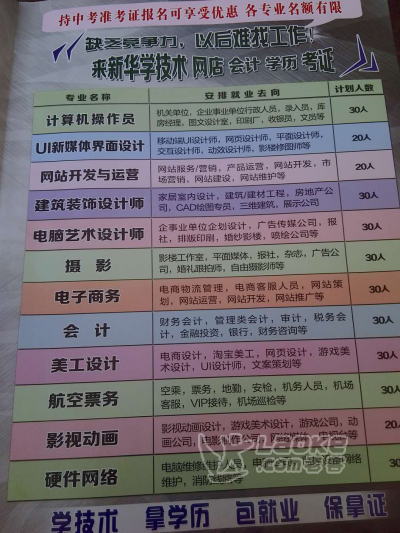 持中考准考证报名可享受优惠 各专业名额有限
缺乏竞争力，以后难找工作！
来新华学技术 网店 会计 学历 考证
专业名称 安排就业去向 计划人数
计算机操作员 机关单位，企业事业单位行政人员，录入员，库 30人
房经理，图文设计室，印刷厂，收银员，文员等
UI新媒体界面设计 移动端UI设计师，网页设计师，平面设计师， 20人
交互设计师，动效设计师，影楼修图师等
网站开发与运营 网站服务/营销，产品运营，网站开发，市 20人
场营销，网站建设，网站维护等
建筑装饰设计师 家居室内设计，建筑/建材工程，房地产公 30人
司，CAD绘图专员，三维建筑，展示公司
电脑艺术设计师 企事业单位企划设计，广告传媒公司，报 30人
社，排版印刷，婚纱影楼，喷绘公司等
摄影 影楼工作室，平面媒体，报社，杂志，广告公 30人
司，婚礼跟拍师，自由摄影师等
电子商务 电商物流管理，电商客服人员，网站策 30人
划，网站运营，网站开发，网站推广等
会计 财务会计，管理类会计，审计，税务会 30人
计，金融投资，银行，财务咨询等
美工设计 电商设计，淘宝美工，网页设计，游戏美 30人
术设计，UI设计师，文案策划等
航空票务 空乘，票务，地勤，安检，机务人员，机场 30人
客服，VIP接待，机场巡检等
影视动画 影视动画设计，游戏美术设计，游戏公司，动 20人
画公司，电影制作公司
硬件网络 电脑维修 网络 30
维护，消防
学技术 拿学历 包就业 保拿证